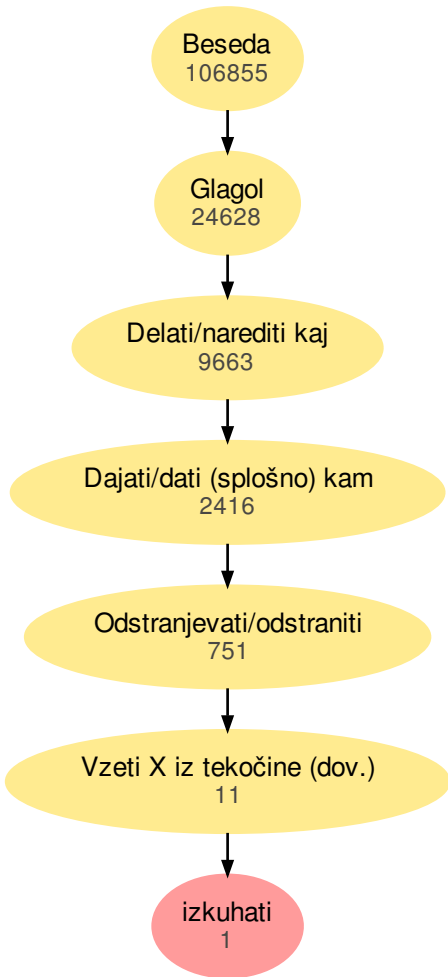 Beseda
106855
Glagol
24628
Delati/narediti kaj
9663
Dajati/dati (splošno) kam
2416
Odstranjevati/odstraniti
751
Vzeti X iz tekočine (dov.)
11
izkuhati
1